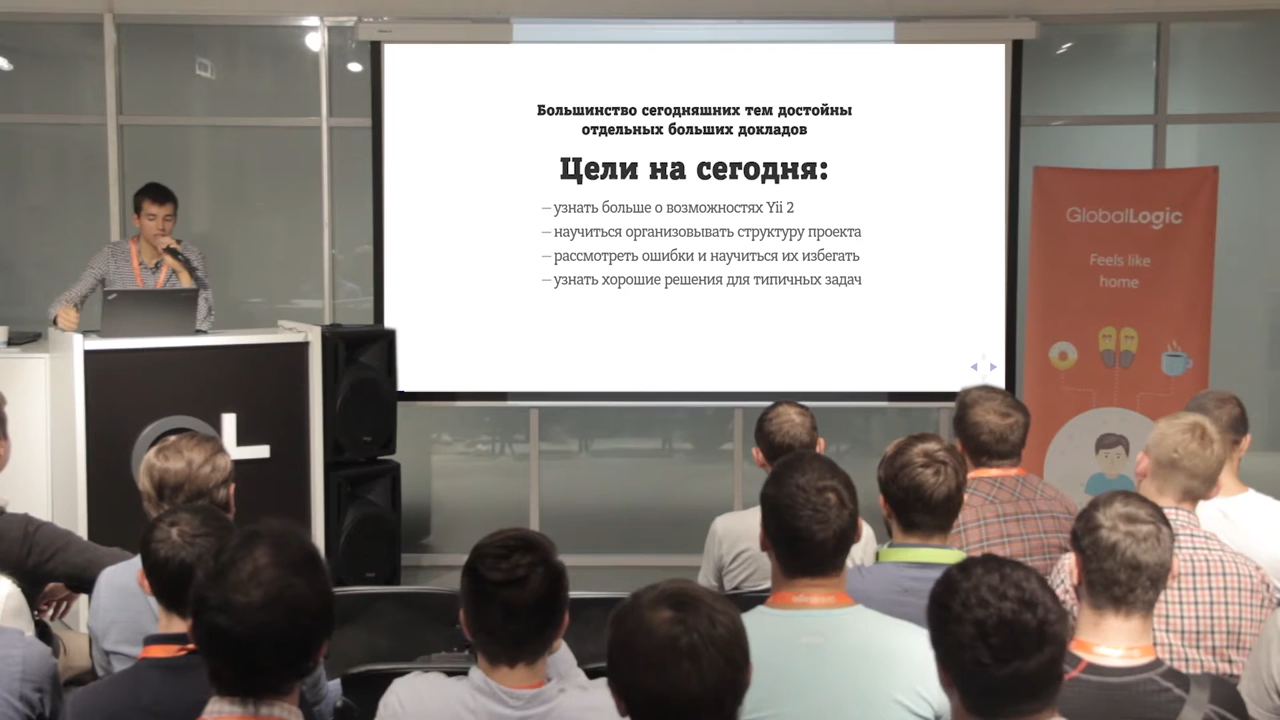 Большинство сегодняшних тем достойны
отдельных больших докладов
Цели на сегодня:
— узнать больше о возможностях Yii 2
— научиться организовывать структуру проекта
— рассмотреть ошибки и научиться их избегать
— узнать хорошие решения для типичных задач
GlobalLogic
Feels like
home